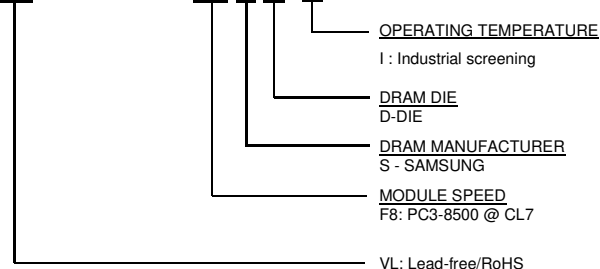 OPERATING TEMPERATURE
I : Industrial screening
DRAM DIE
D-DIE
DRAM MANUFACTURER
S - SAMSUNG
MODULE SPEED
F8: PC3-8500 @ CL7
VL: Lead-free/RoHS